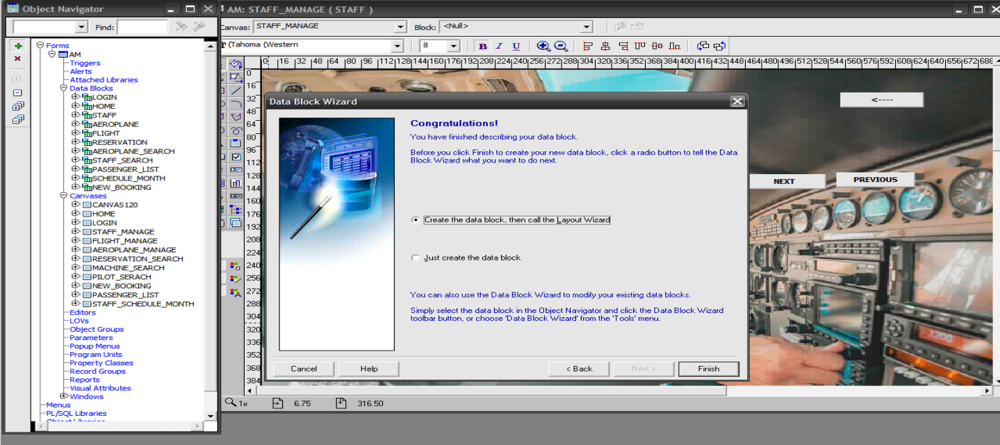 Object Navigator
Find:
Forms
AM
Triggers
Alerts
Attached Libraries
Data Blocks
LOGIN
HOME
STAFF
AEROPLANE
FLIGHT
RESERVATION
AEROPLANE_SEARCH
STAFF_SEARCH
PASSENGER_LIST
SCHEDULE_MONTH
NEW_BOOKING
Canvases
CANVAS120
HOME
LOGIN
STAFF_MANAGE
FLIGHT_MANAGE
AEROPLANE_MANAGE
RESERVATION_SEARCH
MACHINE_SEARCH
PILOT_SERACH
NEW_BOOKING
PASSENGER_LIST
STAFF_SCHEDULE_MONTH
Editors
LOVs
Object Groups
Parameters
Popup Menus
Program Units
Property Classes
Record Groups
Reports
Visual Attributes
Windows
Menus
PL/SQL Libraries
Object Libraries
AM: STAFF_MANAGE ( STAFF )
Canvas: STAFF_MANAGE Block: <Null>
(Tahoma (Western 8 B I U
0 16 32 48 64 80 96 112 128 144 160 176 192 208 224 240 256 272 288 304 320 336 352 368 384 400 416 432 448 464 480 496 512 528 544 560 576 592 608 624 640 656 672 688
0
16
32
48
64
80
96
112
128
144
160
176
192
208
224
240
256
272
288
304
320
336
352
368
384
<----
NEXT PREVIOUS
Data Block Wizard
Congratulations!
You have finished describing your data block.
Before you click Finish to create your new data block, click a radio button to tell the Data
Block Wizard what you want to do next.
Create the data block, then call the Layout Wizard
Just create the data block
You can also use the Data Block Wizard to modify your existing data blocks.
Simply select the data block in the Object Navigator and click the Data Block Wizard
toolbar button, or choose 'Data Block Wizard' from the 'Tools' menu.
Cancel Help < Back Next > Finish
1x 6.75 316.50